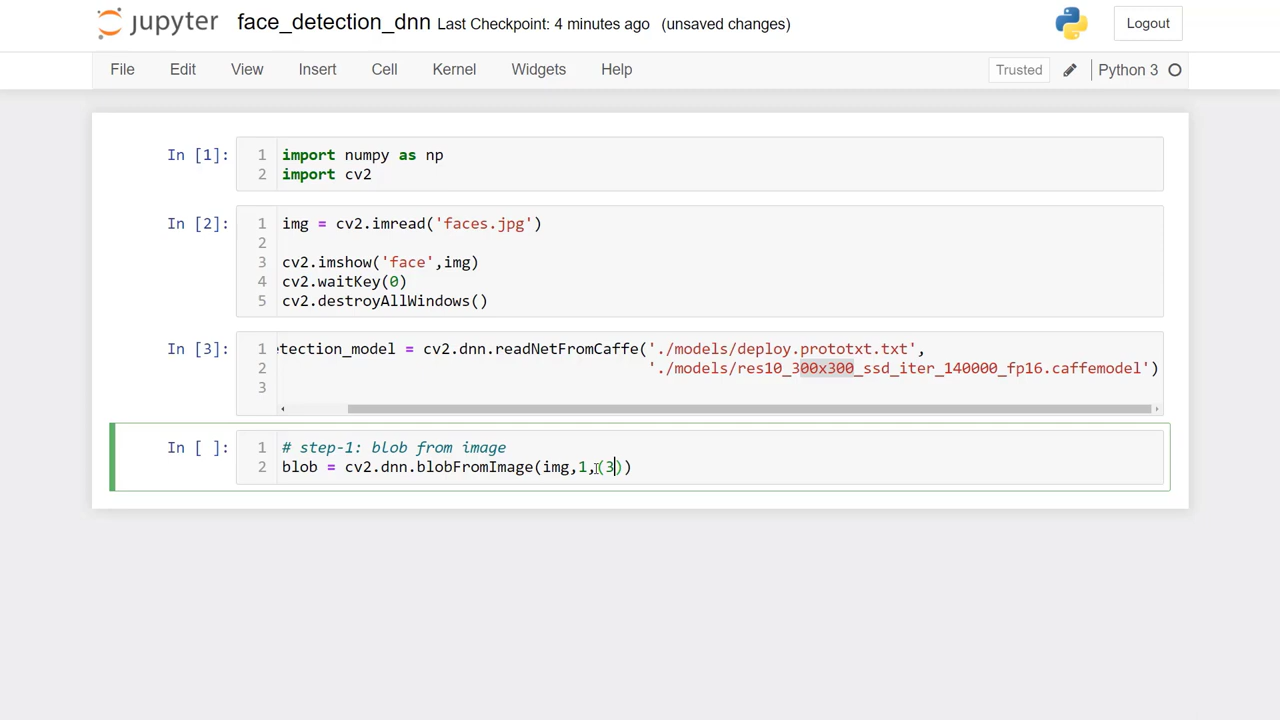 jupyter face_detection_dnn Last Checkpoint: 4 minutes ago (unsaved changes) Logout
File Edit View Insert Cell Kernel Widgets Help Trusted Python 3
In [1]: 1 import numpy as np
2 import cv2
In [2]: 1 img = cv2.imread('faces.jpg')
2
3 cv2.imshow('face',img)
4 cv2.waitKey(0)
5 cv2.destroyAllWindows()
In [3]: 1 etection_model = cv2.dnn.readNetFromCaffe('./models/deploy.prototxt.txt',
2 './models/res10_300x300_ssd_iter_140000_fp16.caffemodel')
3
In [ ]: 1 # step-1: blob from image
2 blob = cv2.dnn.blobFromImage(img,1,(3))